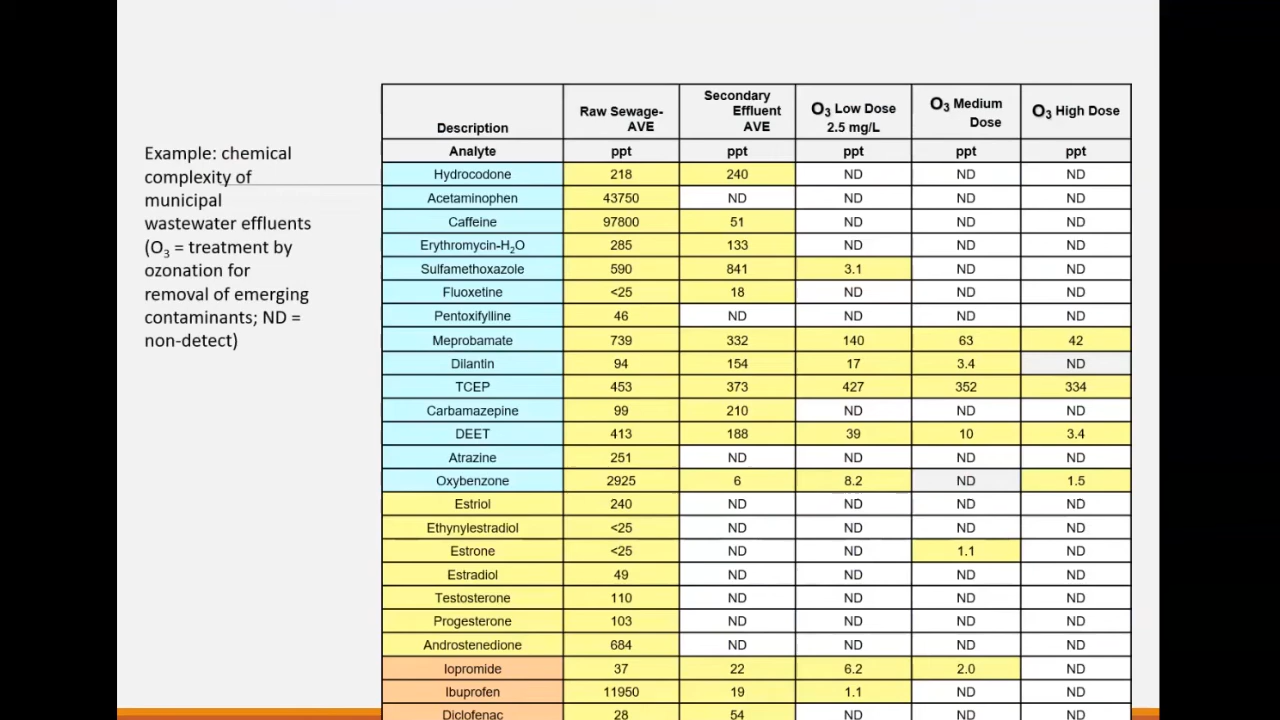 Example: chemical
complexity of
municipal
wastewater effluents
(O₃ = treatment by
ozonation for
removal of emerging
contaminants; ND =
non-detect)
Description Raw Sewage- AVE Secondary Effluent AVE O₃ Low Dose 2.5 mg/L O₃ Medium Dose O₃ High Dose
Analyte ppt ppt ppt ppt ppt
Hydrocodone 218 240 ND ND ND
Acetaminophen 43750 ND ND ND ND
Caffeine 97800 51 ND ND ND
Erythromycin-H₂O 285 133 ND ND ND
Sulfamethoxazole 590 841 3.1 ND ND
Fluoxetine <25 18 ND ND ND
Pentoxifylline 46 ND ND ND ND
Meprobamate 739 332 140 63 42
Dilantin 94 154 17 3.4 ND
TCEP 453 373 427 352 334
Carbamazepine 99 210 ND ND ND
DEET 413 188 39 10 3.4
Atrazine 251 ND ND ND ND
Oxybenzone 2925 6 8.2 ND 1.5
Estriol 240 ND ND ND ND
Ethynylestradiol <25 ND ND ND ND
Estrone <25 ND ND 1.1 ND
Estradiol 49 ND ND ND ND
Testosterone 110 ND ND ND ND
Progesterone 103 ND ND ND ND
Androstenedione 684 ND ND ND ND
Iopromide 37 22 6.2 2.0 ND
Ibuprofen 11950 19 1.1 ND ND
Diclofenac 28 54 ND ND ND